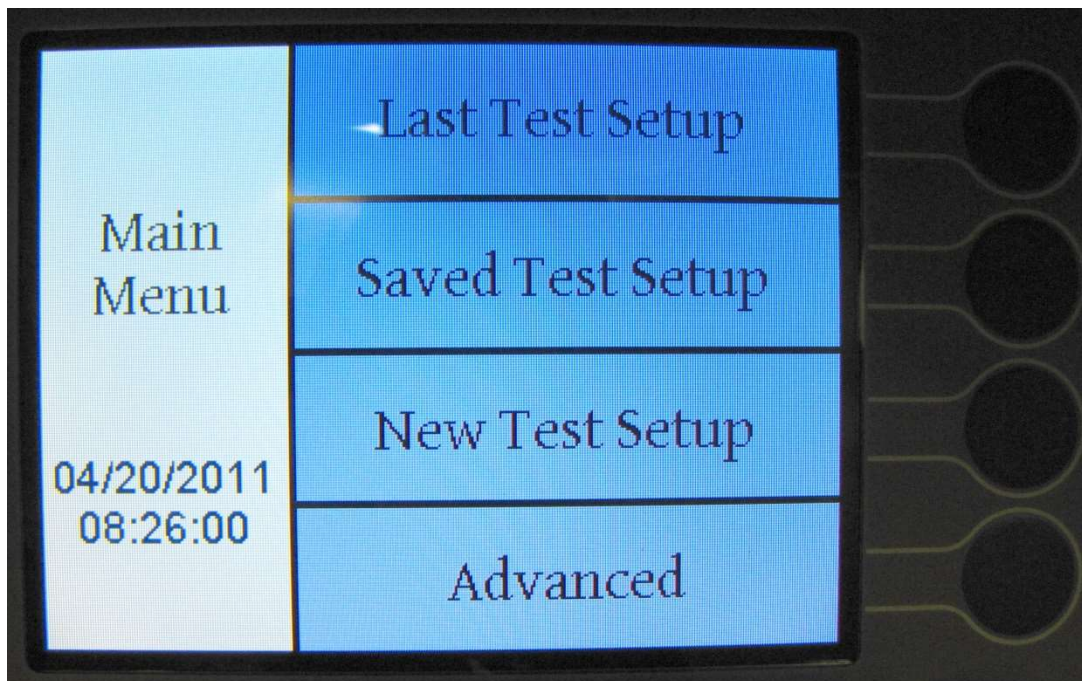 Main
Menu
04/20/2011
08:26:00
Last Test Setup
Saved Test Setup
New Test Setup
Advanced